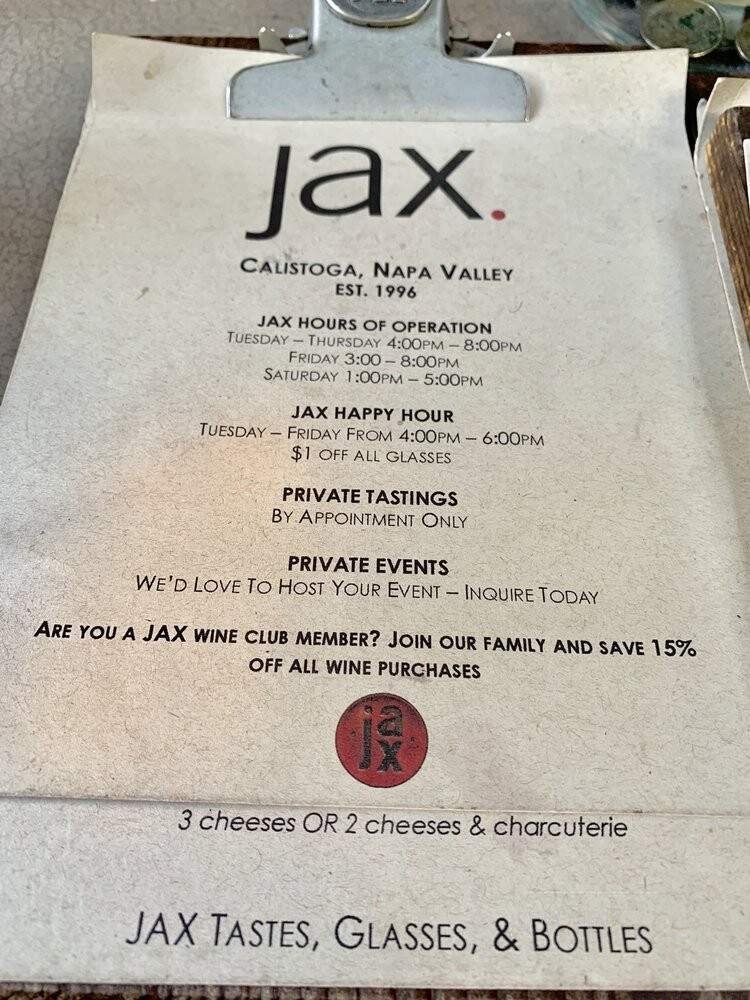 jax.
CALISTOGA, NAPA VALLEY
EST. 1996
JAX HOURS OF OPERATION
TUESDAY – THURSDAY 4:00PM – 8:00PM
FRIDAY 3:00 – 8:00PM
SATURDAY 1:00PM – 5:00PM
JAX HAPPY HOUR
TUESDAY – FRIDAY FROM 4:00PM – 6:00PM
$1 OFF ALL GLASSES
PRIVATE TASTINGS
BY APPOINTMENT ONLY
PRIVATE EVENTS
WE'D LOVE TO HOST YOUR EVENT – INQUIRE TODAY
ARE YOU A JAX WINE CLUB MEMBER? JOIN OUR FAMILY AND SAVE 15%
OFF ALL WINE PURCHASES
jax
3 cheeses OR 2 cheeses & charcuterie
JAX TASTES, GLASSES, & BOTTLES